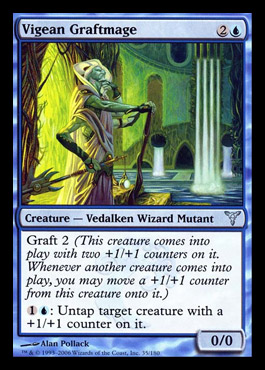 Vigean Graftmage 2
Creature — Vedalken Wizard Mutant
Graft 2 (This creature comes into
play with two +1/+1 counters on it.
Whenever another creature comes into
play, you may move a +1/+1 counter
from this creature onto it.)
1: Untap target creature with a
+1/+1 counter on it.
Alan Pollack
0/0
™ & © 1993–2006 Wizards of the Coast, Inc. 35/180